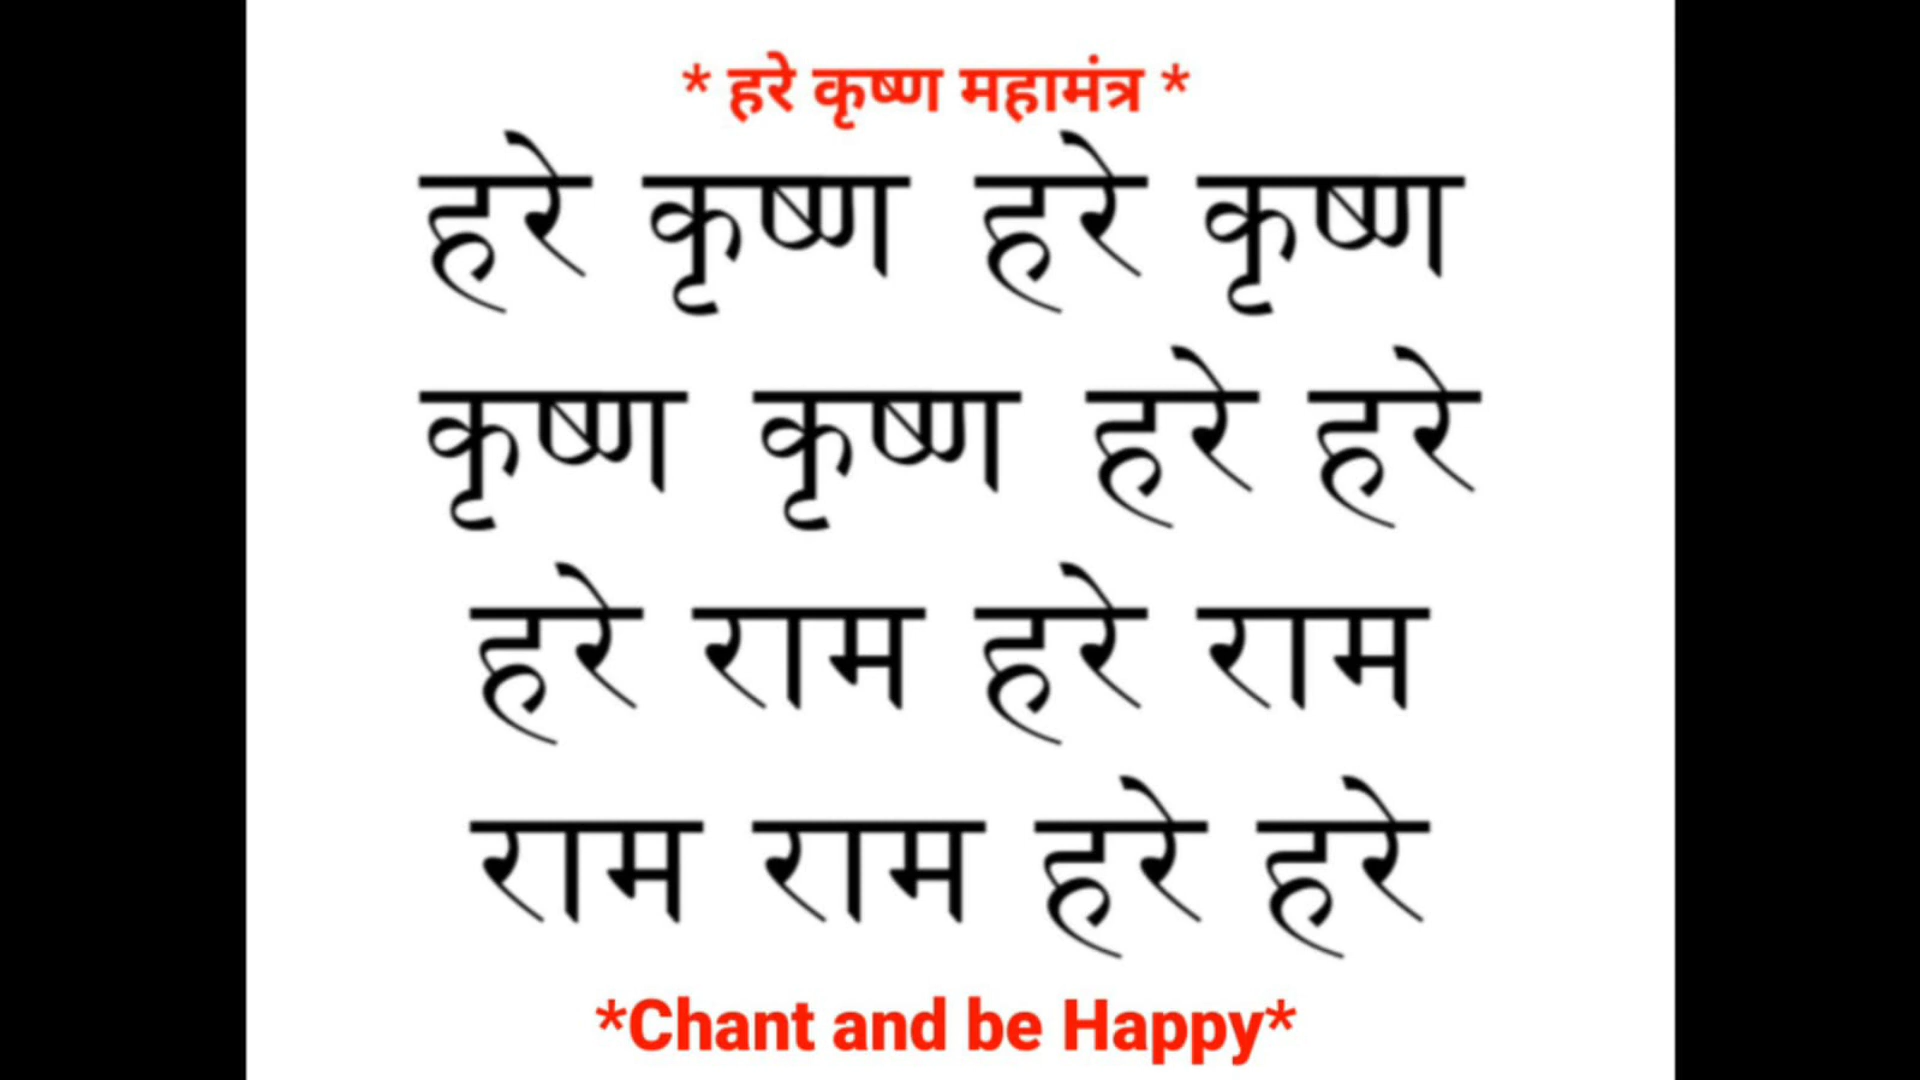 * हरे कृष्ण महामंत्र *
हरे कृष्ण हरे कृष्ण
कृष्ण कृष्ण हरे हरे
हरे राम हरे राम
राम राम हरे हरे
*Chant and be Happy*